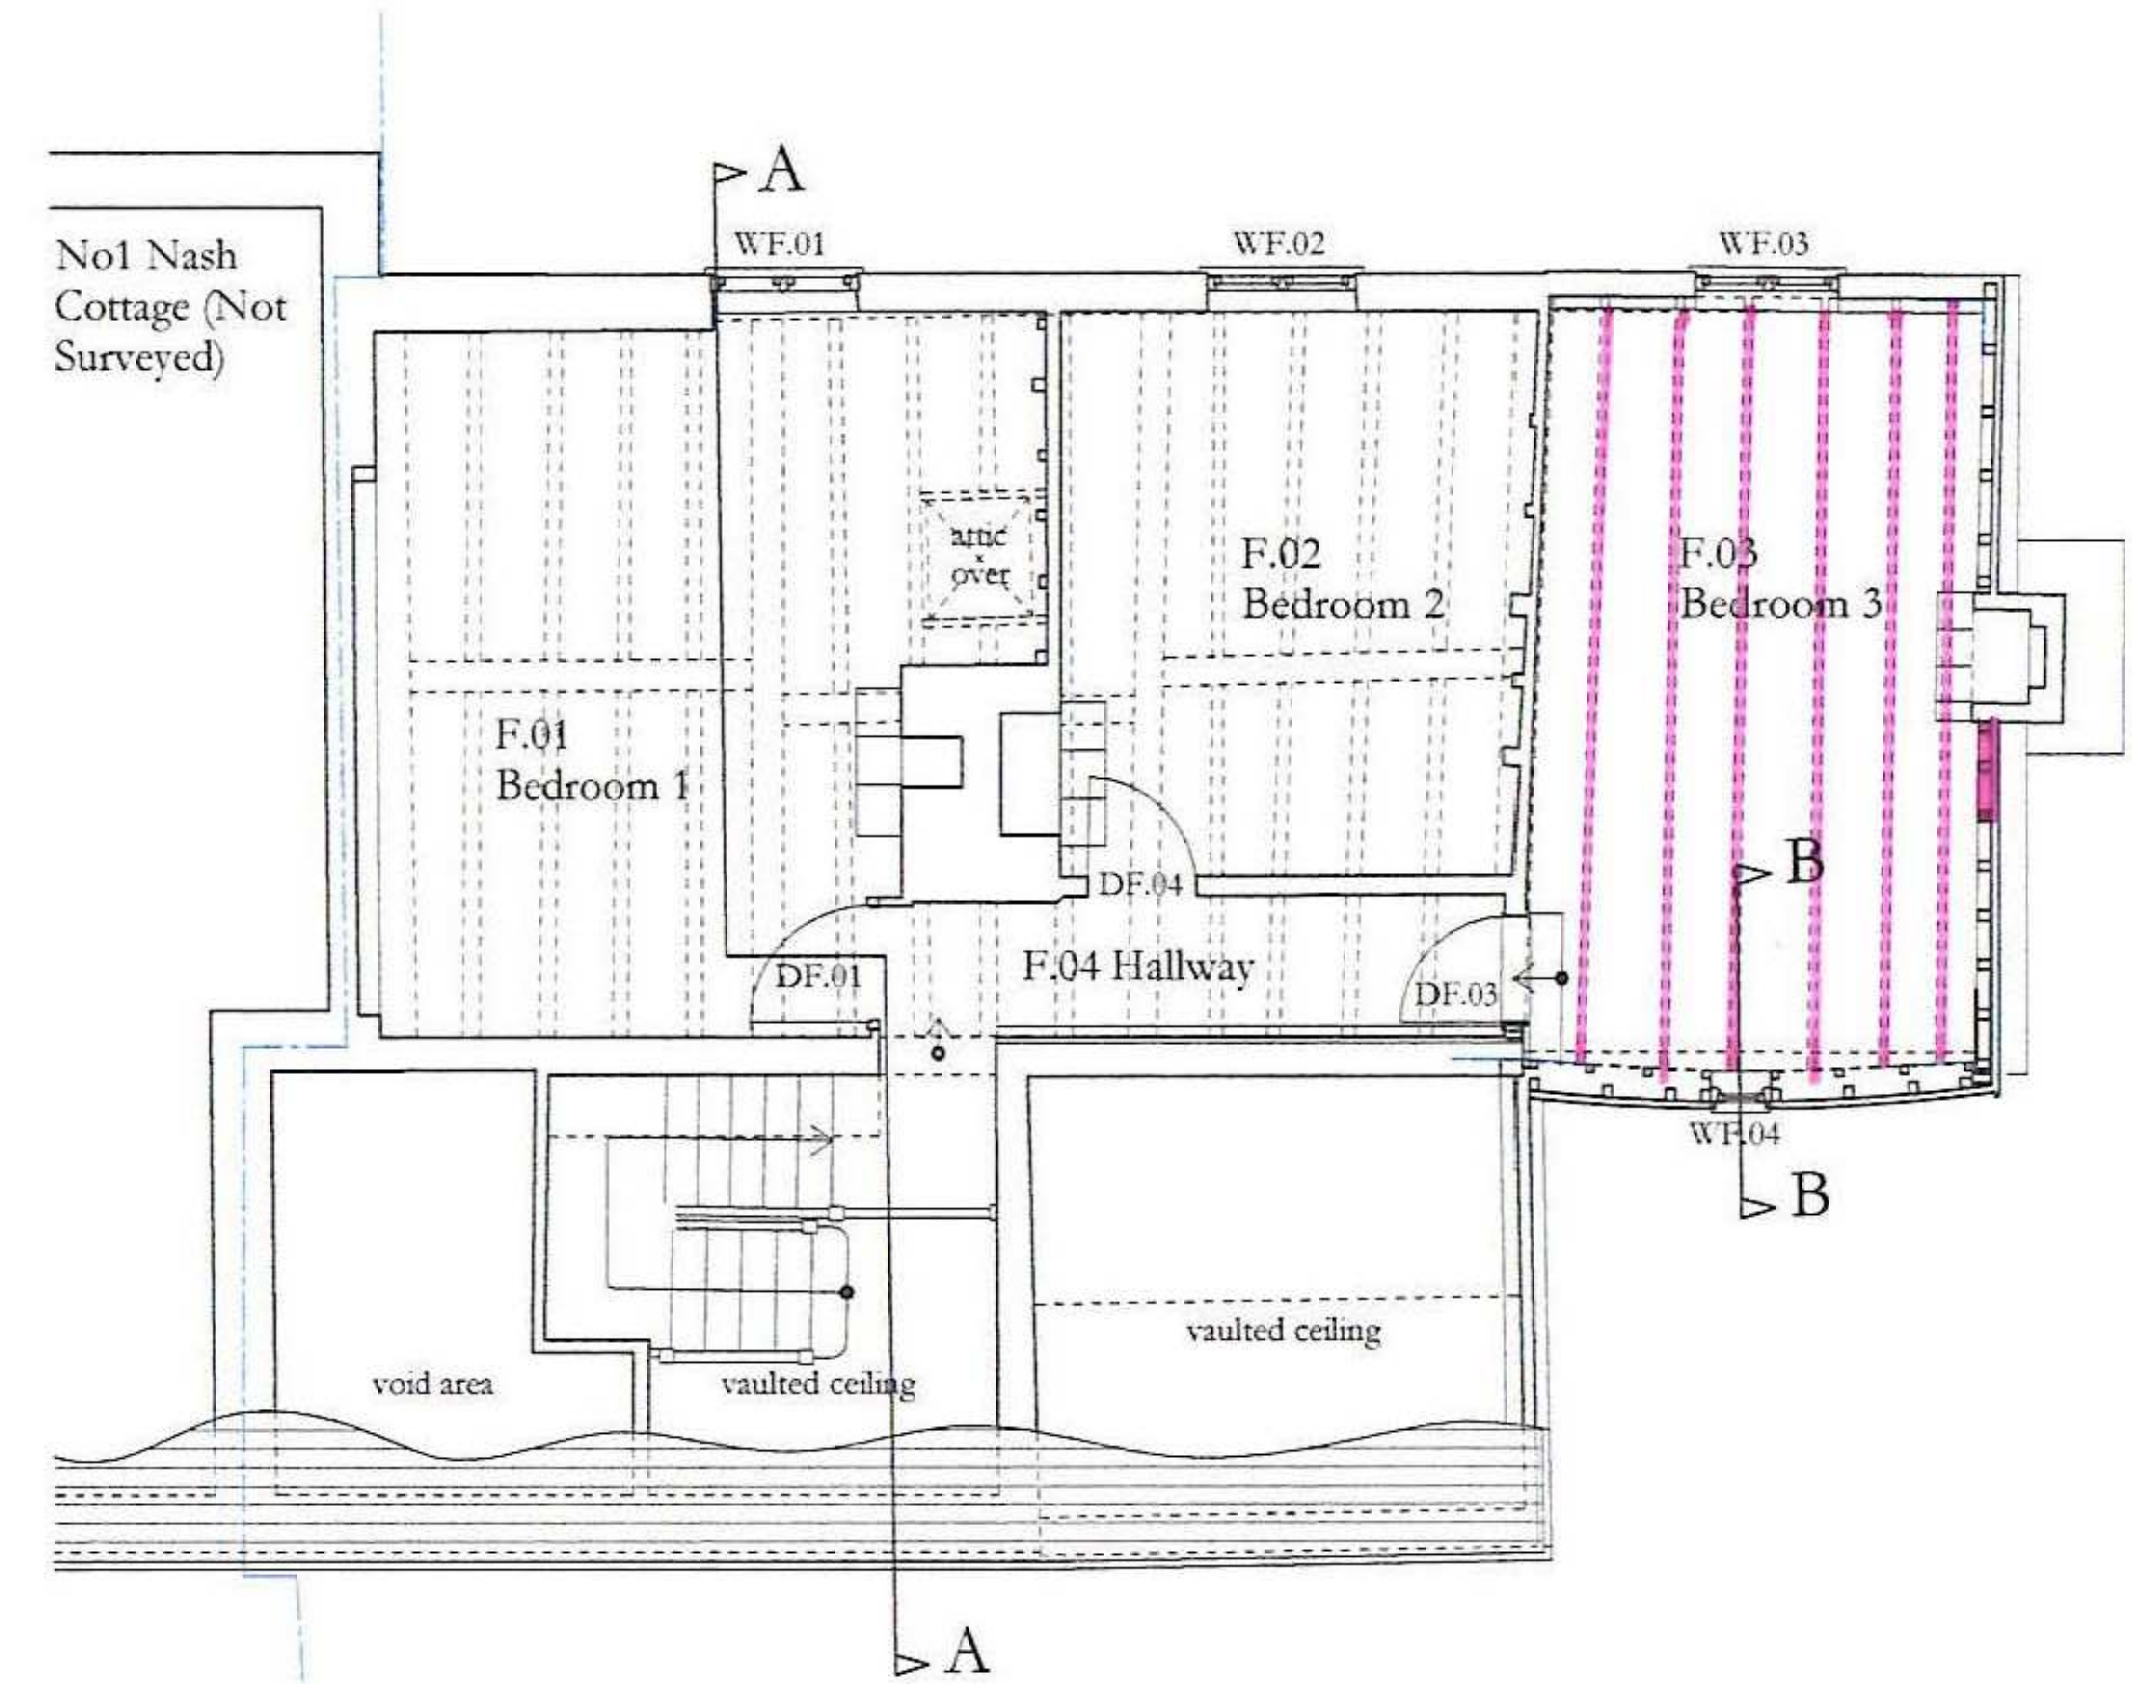 A
WF.01
WF.02
WF.03
No1 Nash
Cottage (Not
Surveyed)
attic
over
F.02
Bedroom 2
F.03
Bedroom 3
F.01
Bedroom 1
B
DF.04
F.04 Hallway
DF.01
DF.03
WF.04
B
vaulted ceiling
void area
vaulted ceiling
A